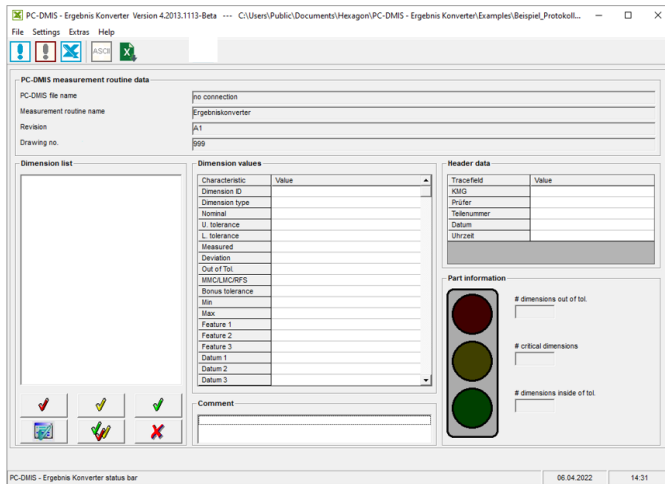 PC-DMIS - Ergebnis Konverter Version 4.2013.1113-Beta --- C:\Users\Public\Documents\Hexagon\PC-DMIS - Ergebnis Konverter\Examples\Beispiel_Protokoll...
File Settings Extras Help
ASCII
PC-DMIS measurement routine data
PC-DMIS file name
no connection
Measurement routine name
Ergebniskonverter
Revision
A1
Drawing no.
999
Dimension list
Dimension values
Characteristic Value
Dimension ID
Dimension type
Nominal
U. tolerance
L. tolerance
Measured
Deviation
Out of Tol.
MMC/LMC/RFS
Bonus tolerance
Min
Max
Feature 1
Feature 2
Feature 3
Datum 1
Datum 2
Datum 3
Comment
Header data
Tracefield Value
KMG
Prüfer
Teilenummer
Datum
Uhrzeit
Part information
# dimensions out of tol.
# critical dimensions
# dimensions inside of tol.
PC-DMIS - Ergebnis Konverter status bar
06.04.2022
14:31